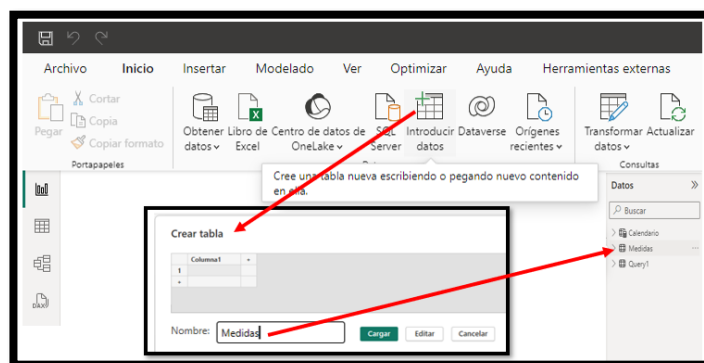 Archivo Inicio Insertar Modelado Ver Optimizar Ayuda Herramientas externas
Pegar
Cortar
Copia
Copiar formato
Portapapeles
Obtener datos
Libro de Excel
Centro de datos de OneLake
SQL Server
Introducir datos
Dataverse
Orígenes recientes
Transformar datos
Actualizar
Consultas
Cree una tabla nueva escribiendo o pegando nuevo contenido
en ella.
Datos
Buscar
Calendario
Medidas
Query1
Crear tabla
Columna1
1
Nombre: Medidas
Cargar Editar Cancelar
DAX